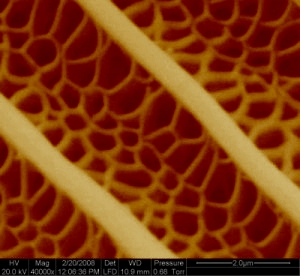 HV Mag 2/20/2008 Det WD Pressure 2.0µm
20.0 kV 40000x 12:06:36 PM LFD 10.9 mm 0.68 Torr